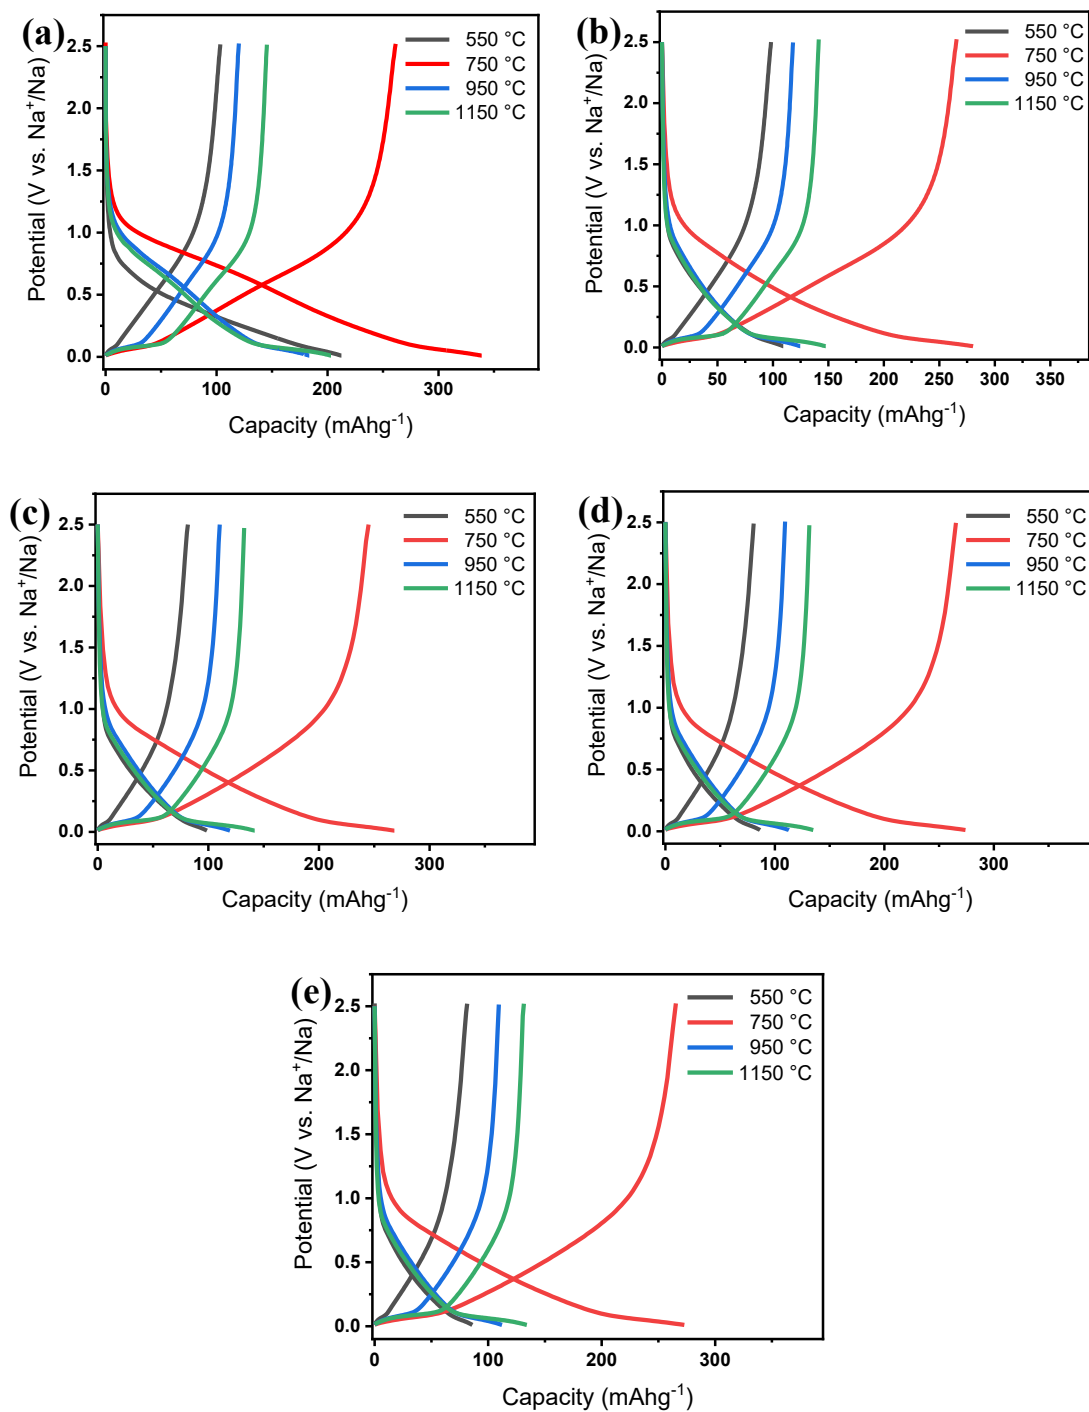 (a)
550 °C
750 °C
950 °C
1150 °C
Potential (V vs. Na⁺/Na)
2.5
2.0
1.5
1.0
0.5
0.0
0 100 200 300
Capacity (mAhg⁻¹)
(b)
550 °C
750 °C
950 °C
1150 °C
Potential (V vs. Na⁺/Na)
2.5
2.0
1.5
1.0
0.5
0.0
0 50 100 150 200 250 300 350
Capacity (mAhg⁻¹)
(c)
550 °C
750 °C
950 °C
1150 °C
Potential (V vs. Na⁺/Na)
2.5
2.0
1.5
1.0
0.5
0.0
0 100 200 300
Capacity (mAhg⁻¹)
(d)
550 °C
750 °C
950 °C
1150 °C
Potential (V vs. Na⁺/Na)
2.5
2.0
1.5
1.0
0.5
0.0
0 100 200 300
Capacity (mAhg⁻¹)
(e)
550 °C
750 °C
950 °C
1150 °C
Potential (V vs. Na⁺/Na)
2.5
2.0
1.5
1.0
0.5
0.0
0 100 200 300
Capacity (mAhg⁻¹)